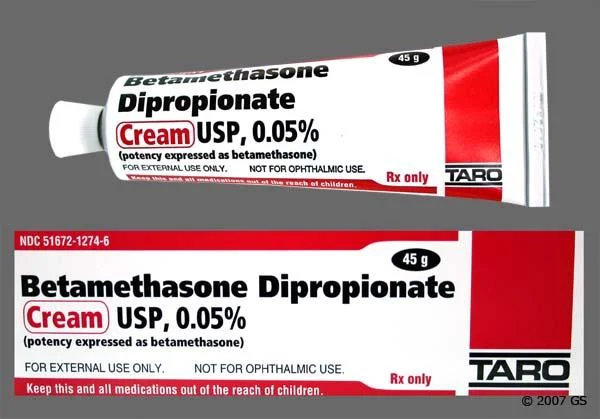 45 g
Betamethasone
Dipropionate
Cream USP, 0.05%
(potency expressed as betamethasone)
FOR EXTERNAL USE ONLY. NOT FOR OPHTHALMIC USE.
Keep this and all medications out of the reach of children.
Rx only
TARO
NDC 51672-1274-6
45 g
Betamethasone Dipropionate
Cream USP, 0.05%
(potency expressed as betamethasone)
FOR EXTERNAL USE ONLY. NOT FOR OPHTHALMIC USE.
Rx only
Keep this and all medications out of the reach of children.
TARO
© 2007 GS